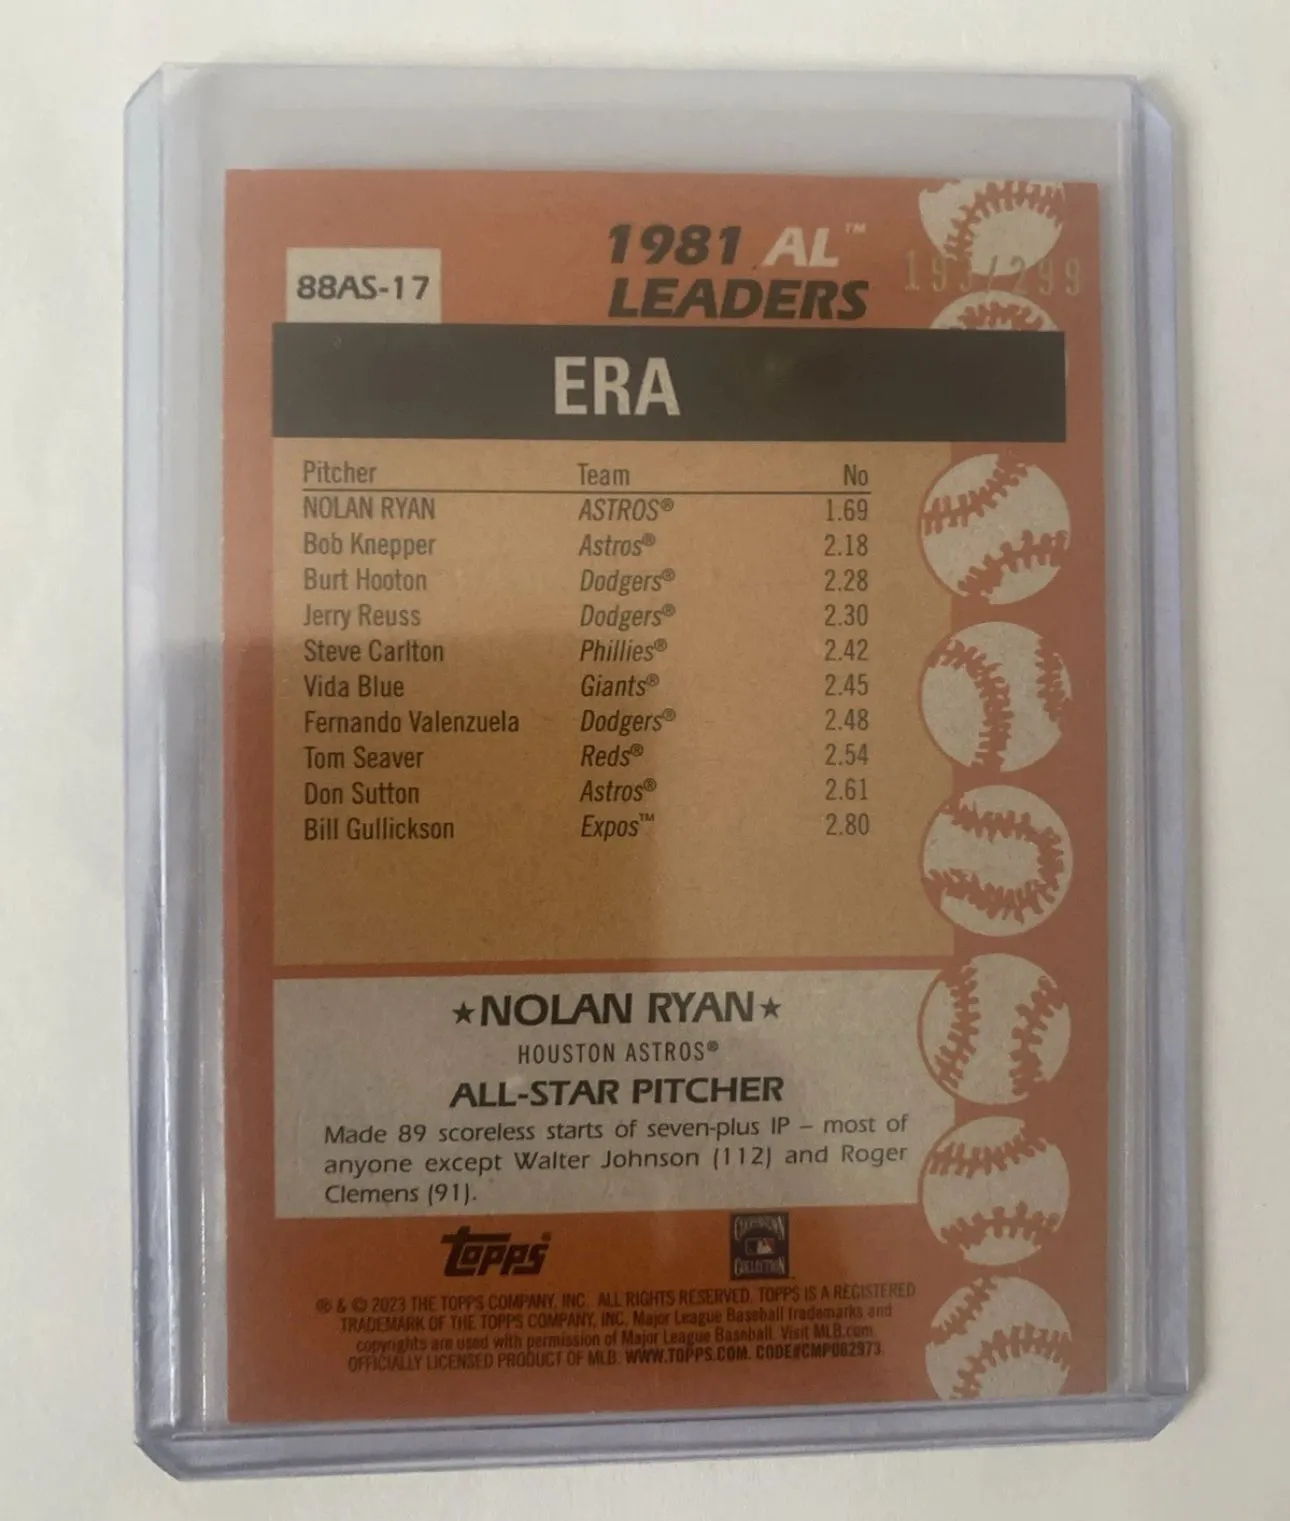 1981 AL™
LEADERS
88AS-17
/299
ERA
Pitcher Team No
NOLAN RYAN ASTROS® 1.69
Bob Knepper Astros® 2.18
Burt Hooton Dodgers® 2.28
Jerry Reuss Dodgers® 2.30
Steve Carlton Phillies® 2.42
Vida Blue Giants® 2.45
Fernando Valenzuela Dodgers® 2.48
Tom Seaver Reds® 2.54
Don Sutton Astros® 2.61
Bill Gullickson Expos™ 2.80
★NOLAN RYAN★
HOUSTON ASTROS®
ALL-STAR PITCHER
Made 89 scoreless starts of seven-plus IP – most of
anyone except Walter Johnson (112) and Roger
Clemens (91).
topps®
COOPERSTOWN
COLLECTION
® & © 2023 THE TOPPS COMPANY, INC. ALL RIGHTS RESERVED. TOPPS IS A REGISTERED
TRADEMARK OF THE TOPPS COMPANY, INC. Major League Baseball trademarks and
copyrights are used with permission of Major League Baseball. Visit MLB.com.
OFFICIALLY LICENSED PRODUCT OF MLB. WWW.TOPPS.COM. CODE#CMP082973